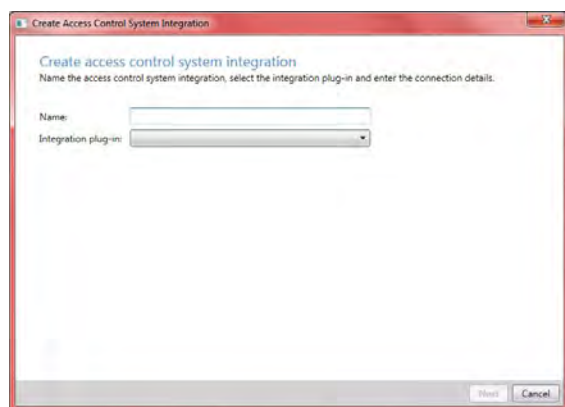 Create Access Control System Integration
Create access control system integration
Name the access control system integration, select the integration plug-in and enter the connection details.
Name:
Integration plug-in:
Next Cancel